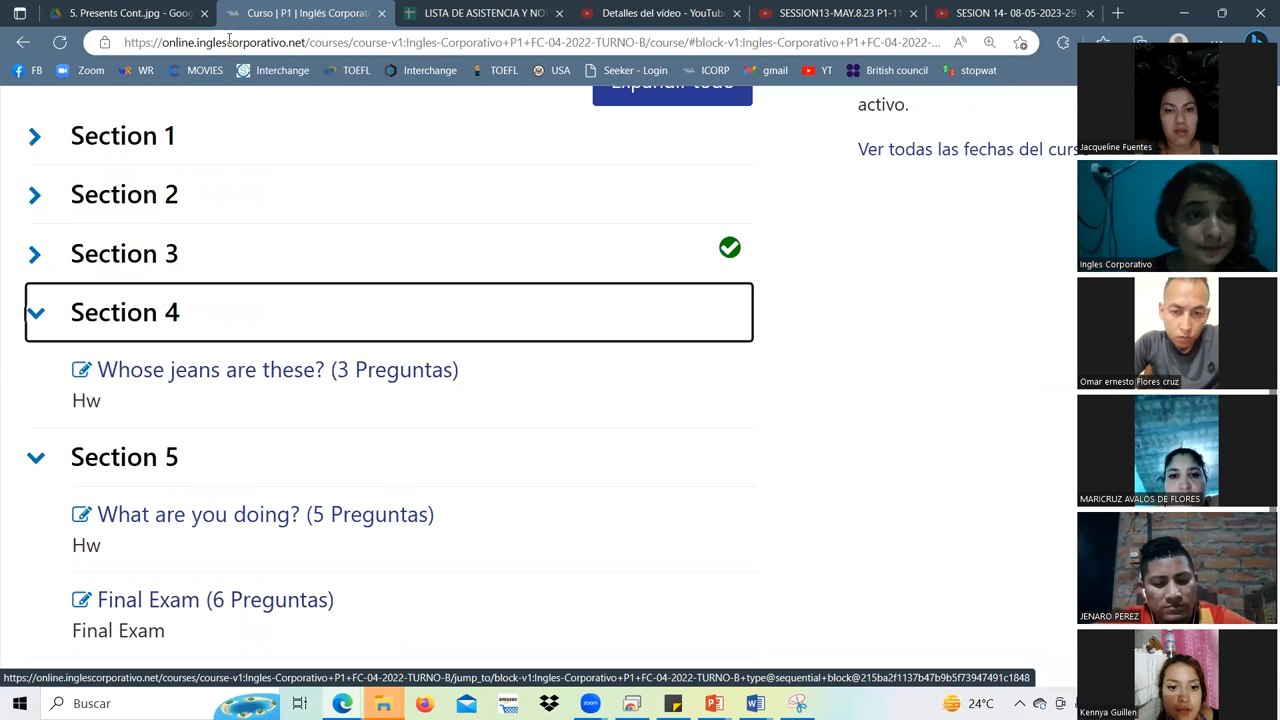 5. Presents Cont..jpg - Goog
Curso | P1 | Inglés Corporati
LISTA DE ASISTENCIA Y NO
Detalles del vídeo - YouTube
SESSION13-MAY.8.23 P1-11
SESION 14- 08-05-2023-29
https://online.inglescorporativo.net/courses/course-v1:Ingles-Corporativo+P1+FC-04-2022-TURNO-B/course/#block-v1:Ingles-Corporativo+P1+FC-04-2022-...
FB
Zoom
WR
MOVIES
Interchange
TOEFL
Interchange
TOEFL
USA
Seeker - Login
ICORP
gmail
YT
British council
stopwat
Expandir todo
activo.
Ver todas las fechas del curs
Section 1
Section 2
Section 3
Section 4
Whose jeans are these? (3 Preguntas)
Hw
Section 5
What are you doing? (5 Preguntas)
Hw
Final Exam (6 Preguntas)
Final Exam
https://online.inglescorporativo.net/courses/course-v1:Ingles-Corporativo+P1+FC-04-2022-TURNO-B/jump_to/block-v1:Ingles-Corporativo+P1+FC-04-2022-TURNO-B+type@sequential+block@215ba2f1137b47b9b5f73947491c1848
Jacqueline Fuentes
Ingles Corporativo
Omar ernesto Flores cruz
MARICRUZ AVALOS DE FLORES
JENARO PEREZ
Kennya Guillen
Buscar
24°C